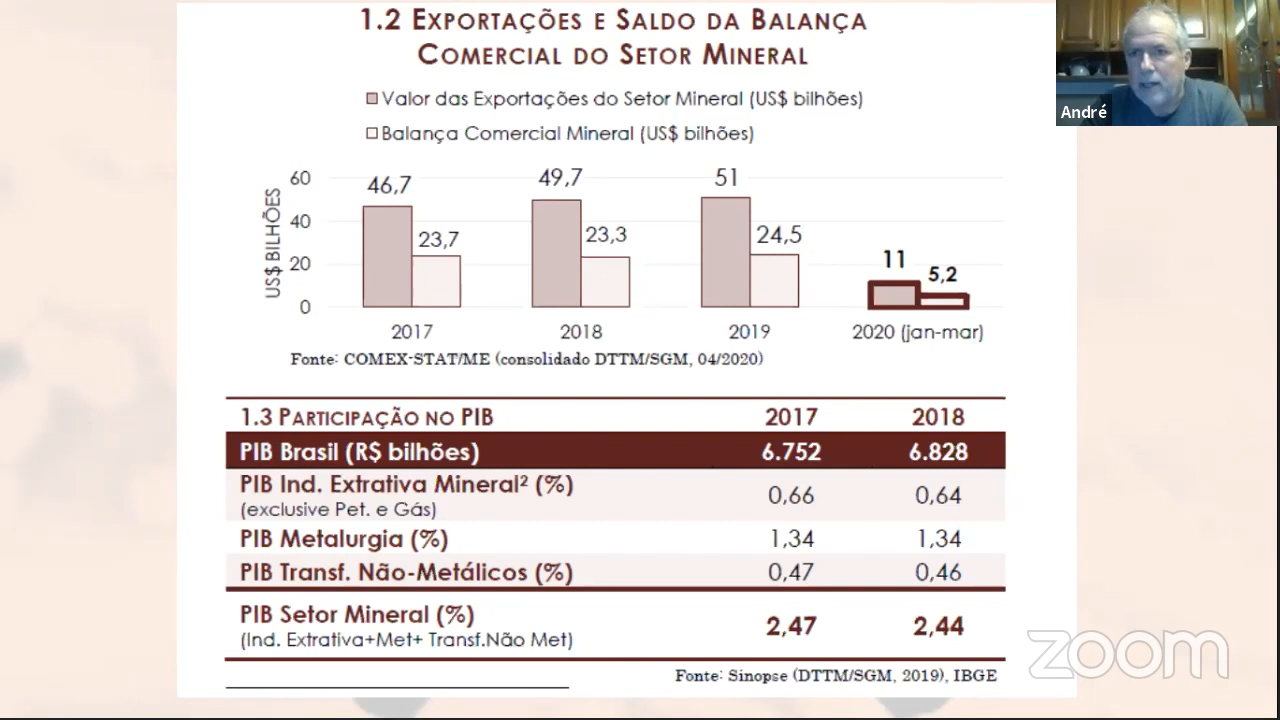 1.2 Exportações e Saldo da Balança
Comercial do Setor Mineral
Valor das Exportações do Setor Mineral (US$ bilhões)
Balança Comercial Mineral (US$ bilhões)
US$ BILHÕES
60
40
20
0
46,7
23,7
49,7
23,3
51
24,5
11
5,2
2017
2018
2019
2020 (jan-mar)
Fonte: COMEX-STAT/ME (consolidado DTTM/SGM, 04/2020)
1.3 Participação no PIB 2017 2018
PIB Brasil (R$ bilhões) 6.752 6.828
PIB Ind. Extrativa Mineral² (%) 0,66 0,64
(exclusive Pet. e Gás)
PIB Metalurgia (%) 1,34 1,34
PIB Transf. Não-Metálicos (%) 0,47 0,46
PIB Setor Mineral (%) 2,47 2,44
(Ind. Extrativa+Met+ Transf.Não Met)
Fonte: Sinopse (DTTM/SGM, 2019), IBGE
André
zoom